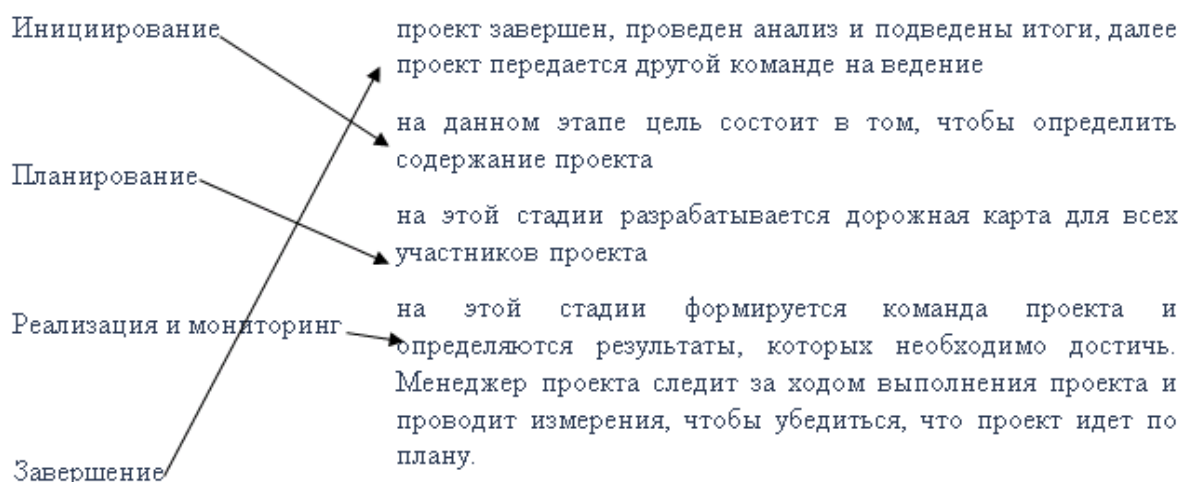 Инициирование
проект завершен, проведен анализ и подведены итоги, далее
проект передается другой команде на ведение
на данном этапе цель состоит в том, чтобы определить
содержание проекта
Планирование
на этой стадии разрабатывается дорожная карта для всех
участников проекта
Реализация и мониторинг
на этой стадии формируется команда проекта и
определяются результаты, которых необходимо достичь.
Менеджер проекта следит за ходом выполнения проекта и
проводит измерения, чтобы убедиться, что проект идет по
плану.
Завершение